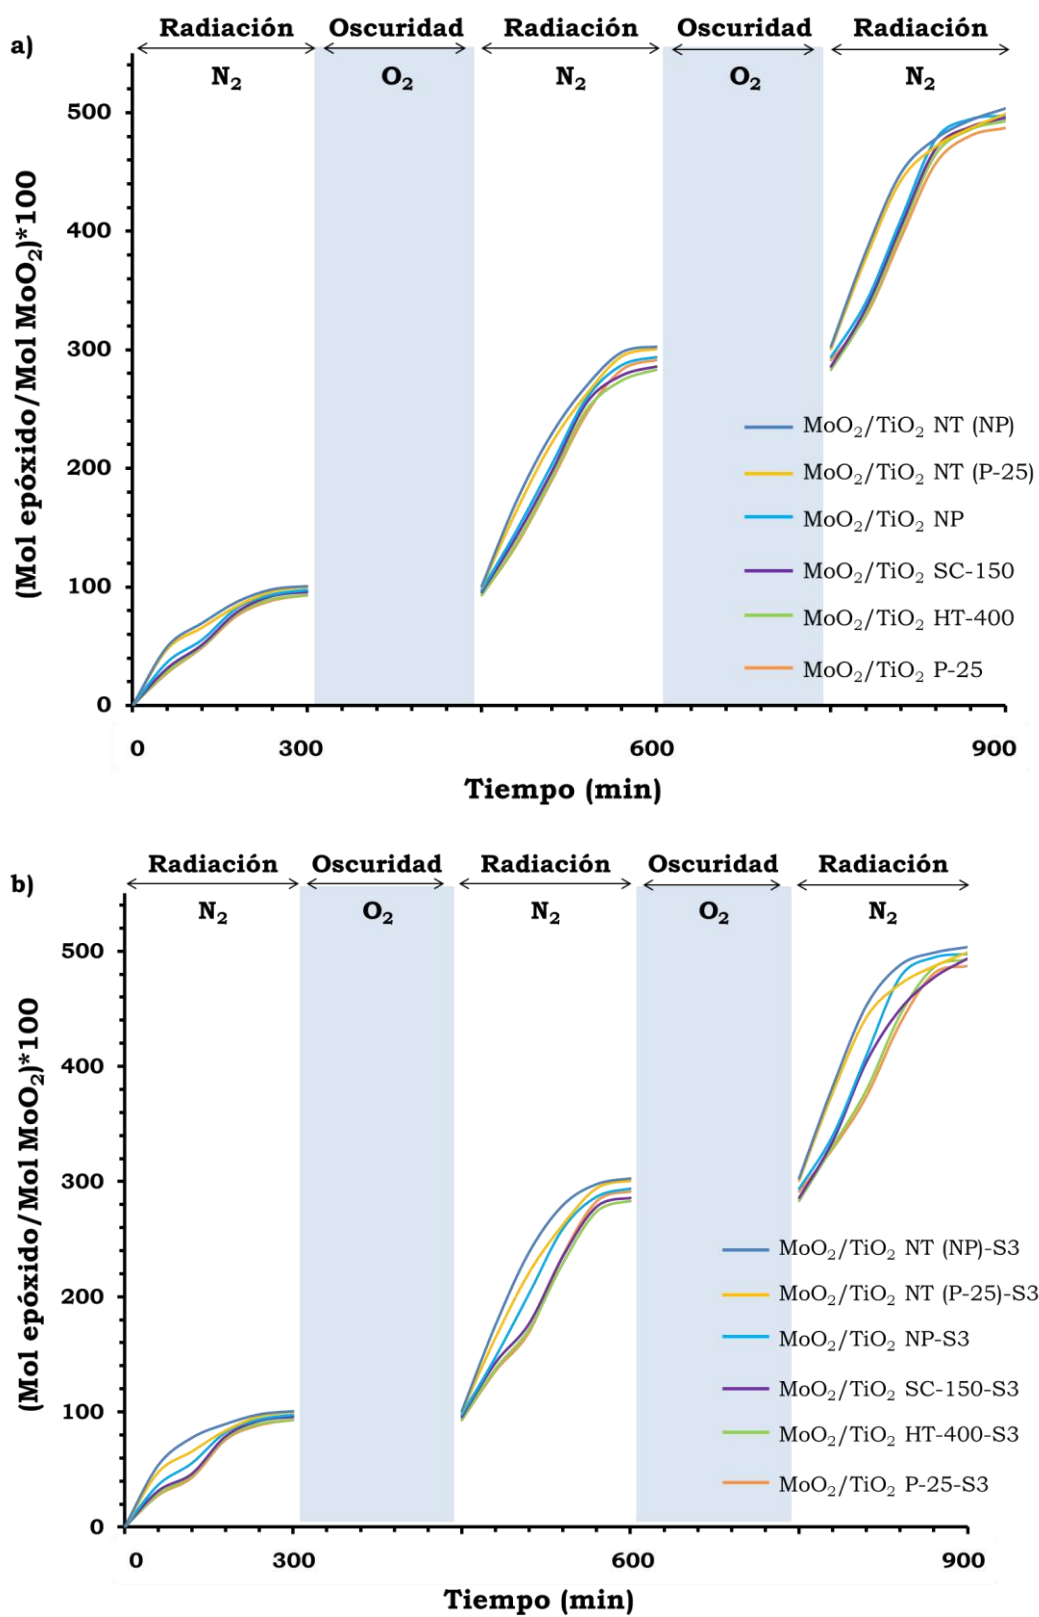 a)
Radiación Oscuridad Radiación Oscuridad Radiación
N₂ O₂ N₂ O₂ N₂
(Mol epóxido/Mol MoO₂)*100
500
400
300
200
100
0
MoO₂/TiO₂ NT (NP)
MoO₂/TiO₂ NT (P-25)
MoO₂/TiO₂ NP
MoO₂/TiO₂ SC-150
MoO₂/TiO₂ HT-400
MoO₂/TiO₂ P-25
0 300 600 900
Tiempo (min)
b)
Radiación Oscuridad Radiación Oscuridad Radiación
N₂ O₂ N₂ O₂ N₂
(Mol epóxido/Mol MoO₂)*100
500
400
300
200
100
0
MoO₂/TiO₂ NT (NP)-S3
MoO₂/TiO₂ NT (P-25)-S3
MoO₂/TiO₂ NP-S3
MoO₂/TiO₂ SC-150-S3
MoO₂/TiO₂ HT-400-S3
MoO₂/TiO₂ P-25-S3
0 300 600 900
Tiempo (min)